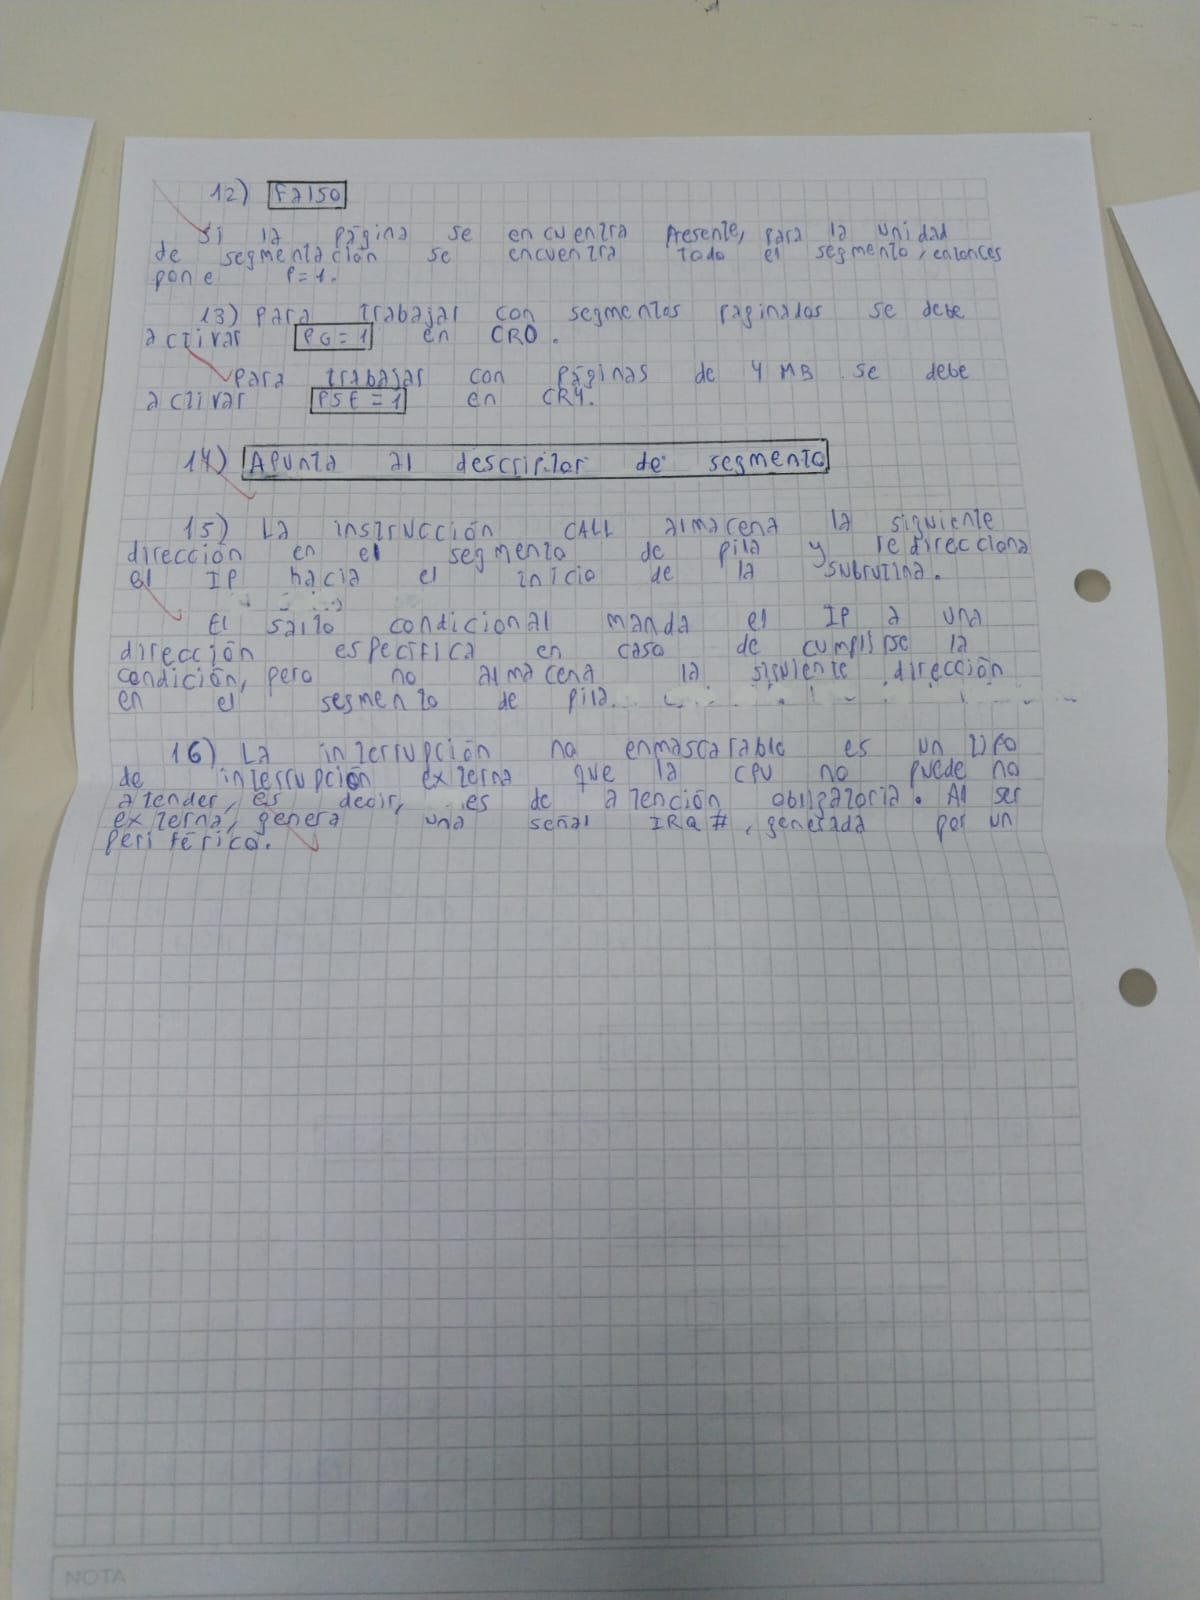 12) Falso
Si la página se encuentra presente, para la unidad
de segmentación se encuentra todo el segmento, entonces
pone P=1.
13) Para trabajar con segmentos paginados se debe
activar PG=1 en CR0.
Para trabajar con páginas de 4 MB se debe
activar PSE=1 en CR4.
14) Apunta al descriptor de segmento
15) La instrucción CALL almacena la siguiente
dirección en el segmento de pila y redirecciona
el IP hacia el inicio de la subrutina.
El salto condicional manda el IP a una
dirección específica en caso de cumplirse la
condición, pero no almacena la siguiente dirección
en el segmento de pila.
16) La interrupción no enmascarable es un tipo
de interrupción externa que la CPU no puede no
atender, es decir, es de atención obligatoria. Al ser
externa, genera una señal IRQ#, generada por un
periférico.
NOTA